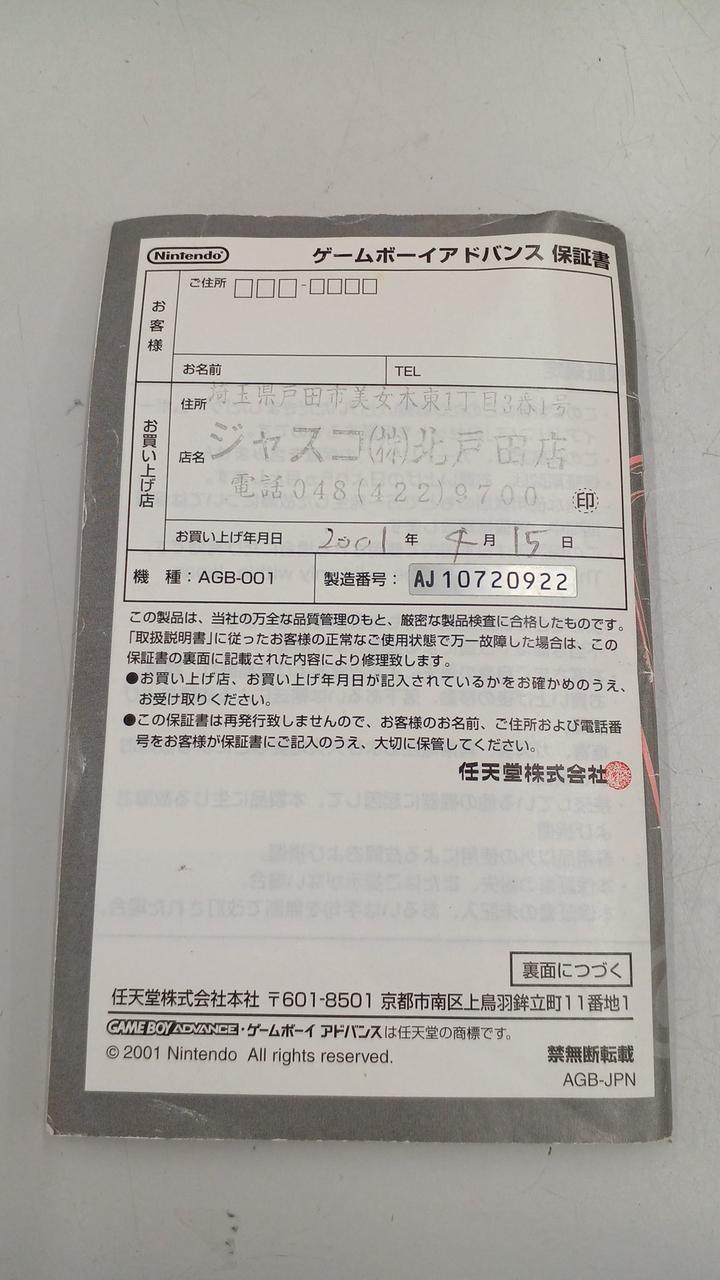 Nintendo
ゲームボーイアドバンス 保証書
お客様
ご住所 □□□-□□□□
お名前
TEL
お買い上げ店
住所 埼玉県戸田市美女木東1丁目3番1号
店名 ジャスコ(株)北戸田店
電話048(422)9700
印
お買い上げ年月日 2001年4月15日
機 種:AGB-001 製造番号: AJ10720922
この製品は、当社の万全な品質管理のもと、厳密な製品検査に合格したものです。
「取扱説明書」に従ったお客様の正常なご使用状態で万一故障した場合は、この
保証書の裏面に記載された内容により修理致します。
●お買い上げ店、お買い上げ年月日が記入されているかをお確かめのうえ、
お受け取りください。
●この保証書は再発行致しませんので、お客様のお名前、ご住所および電話番
号をお客様が保証書にご記入のうえ、大切に保管してください。
任天堂株式会社
裏面につづく
任天堂株式会社本社 〒601-8501 京都市南区上鳥羽鉾立町11番地1
GAME BOY ADVANCE・ゲームボーイ アドバンスは任天堂の商標です。
© 2001 Nintendo All rights reserved.
禁無断転載
AGB-JPN